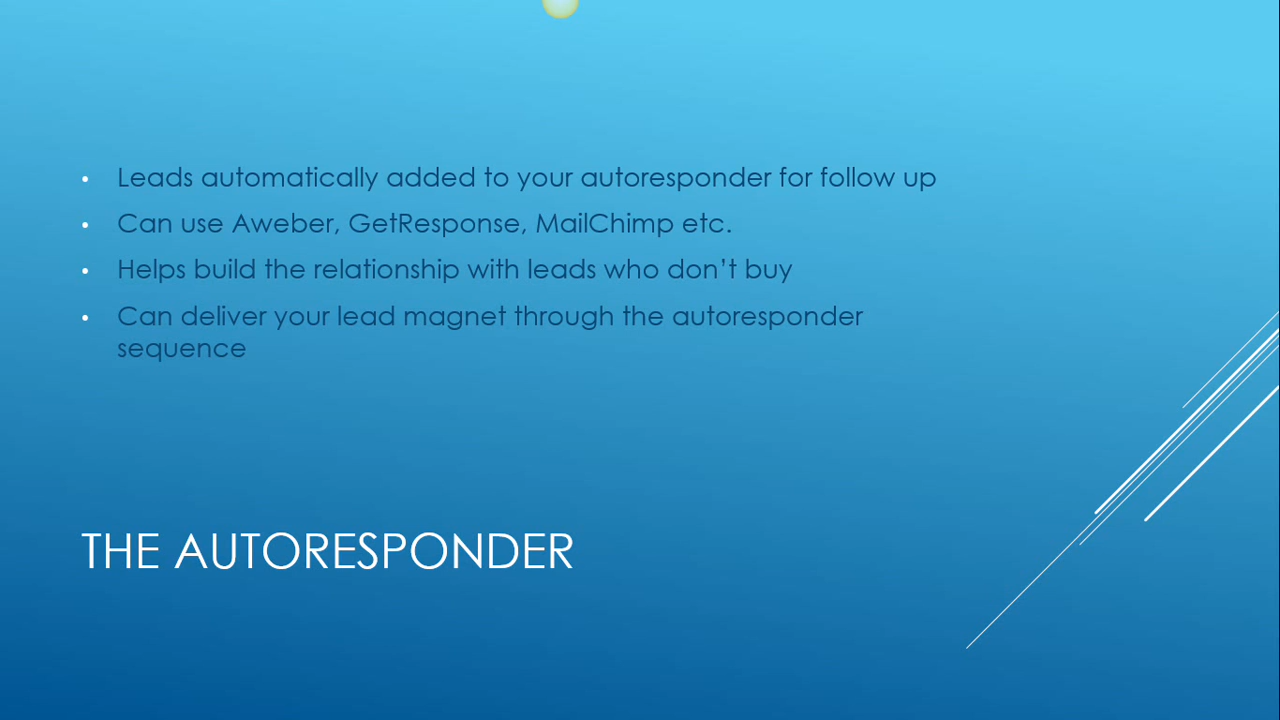 • Leads automatically added to your autoresponder for follow up
• Can use Aweber, GetResponse, MailChimp etc.
• Helps build the relationship with leads who don’t buy
• Can deliver your lead magnet through the autoresponder
sequence
THE AUTORESPONDER